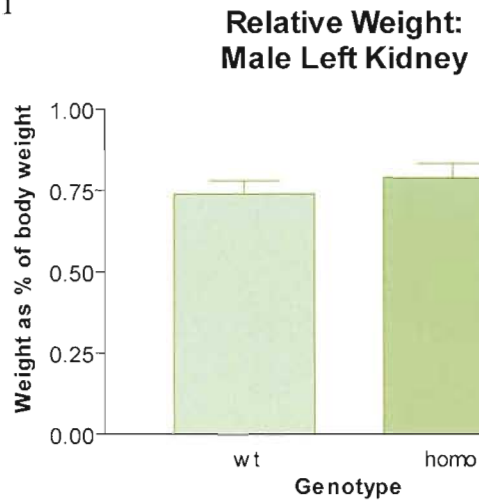 Relative Weight:
Male Left Kidney
Weight as % of body weight
1.00
0.75
0.50
0.25
0.00
wt
homo
Genotype